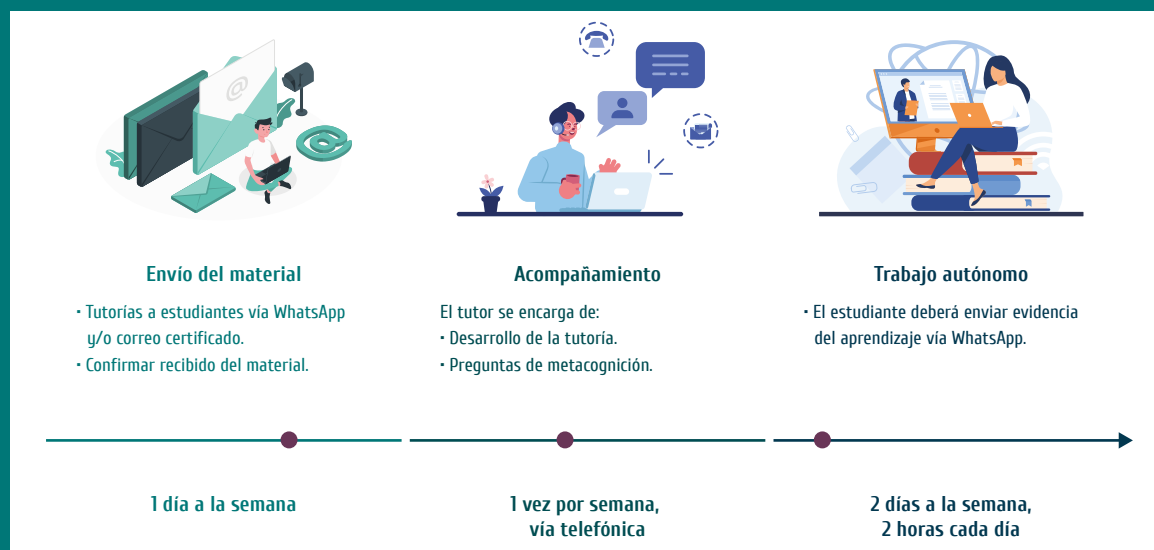 @
Envío del material
• Tutorías a estudiantes vía WhatsApp
y/o correo certificado.
• Confirmar recibido del material.
1 día a la semana
Acompañamiento
El tutor se encarga de:
• Desarrollo de la tutoría.
• Preguntas de metacognición.
1 vez por semana,
vía telefónica
Trabajo autónomo
• El estudiante deberá enviar evidencia
del aprendizaje vía WhatsApp.
2 días a la semana,
2 horas cada día